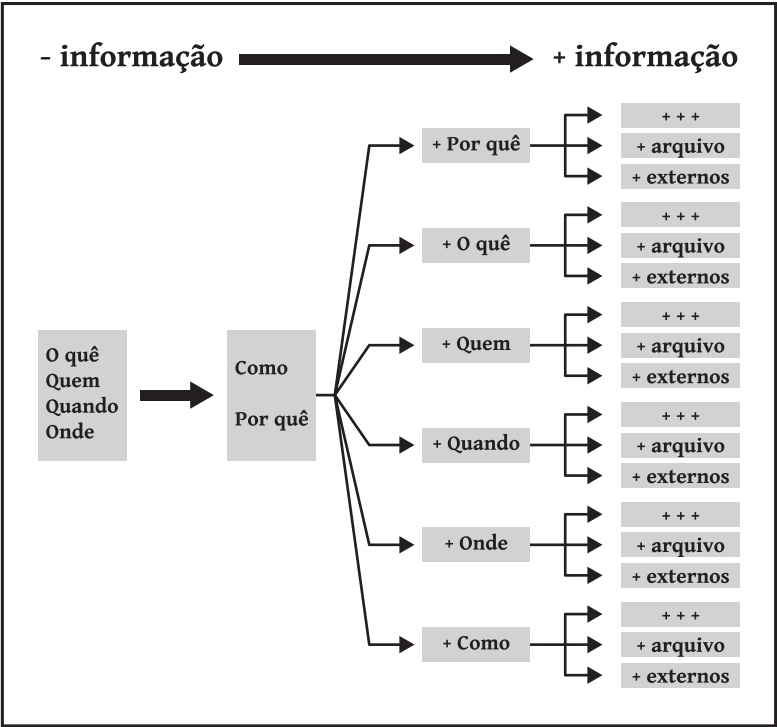 - informação
+ informação
O quê
Quem
Quando
Onde
Como
Por quê
+ Por quê
+ + +
+ arquivo
+ externos
+ O quê
+ + +
+ arquivo
+ externos
+ Quem
+ + +
+ arquivo
+ externos
+ Quando
+ + +
+ arquivo
+ externos
+ Onde
+ + +
+ arquivo
+ externos
+ Como
+ + +
+ arquivo
+ externos